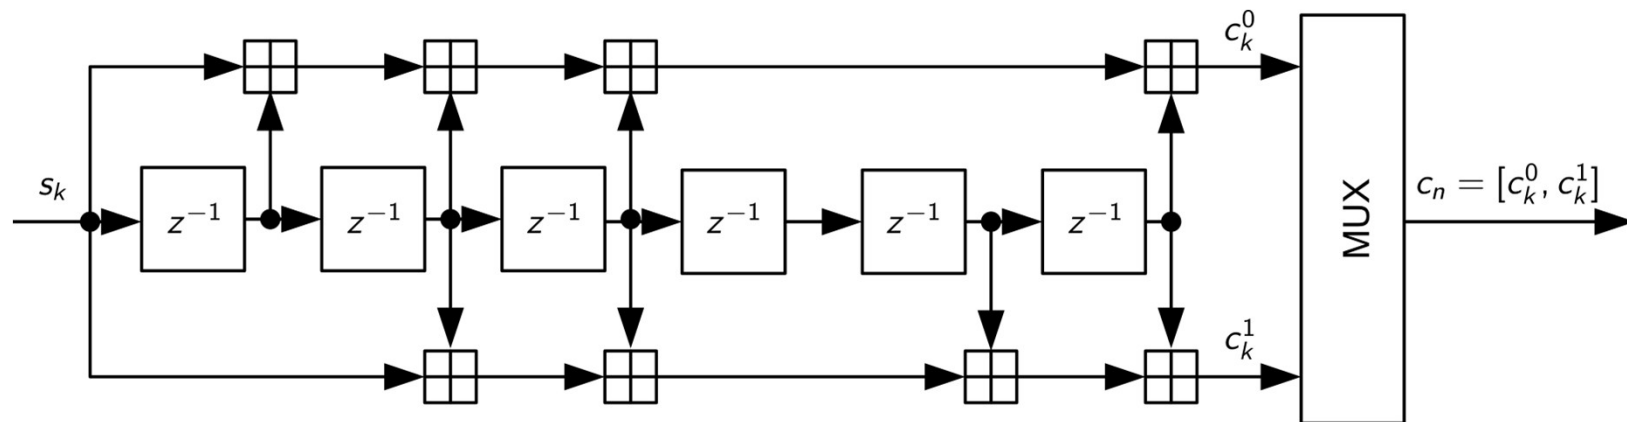 c_k^0
s_k
z^{-1}
z^{-1}
z^{-1}
z^{-1}
z^{-1}
z^{-1}
MUX
c_n = [c_k^0, c_k^1]
c_k^1